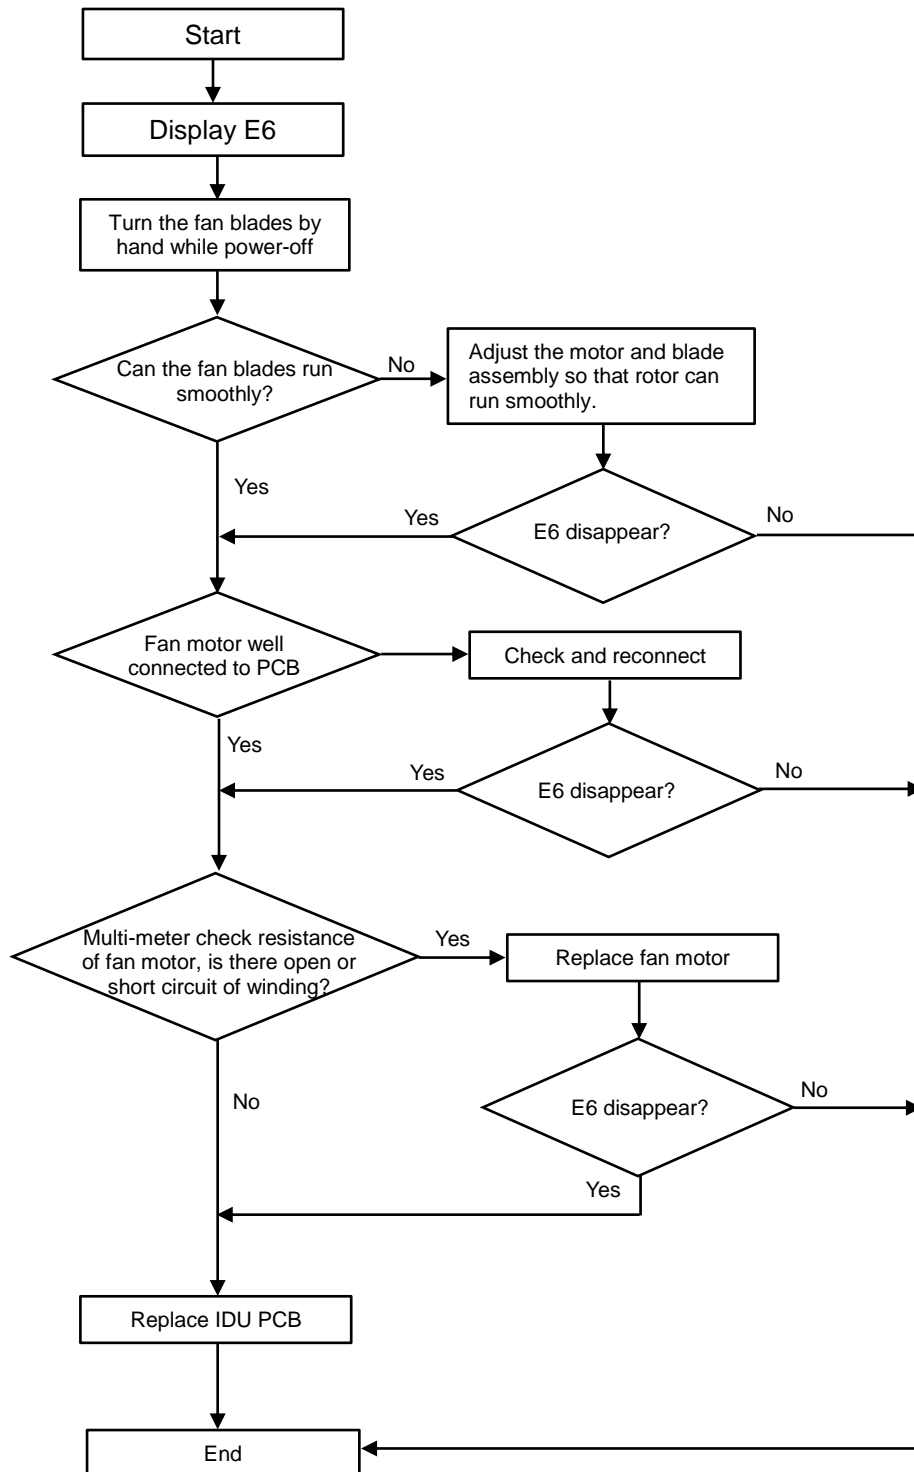 Start
Display E6
Turn the fan blades by
hand while power-off
Can the fan blades run
smoothly?
No
Adjust the motor and blade
assembly so that rotor can
run smoothly.
Yes
Yes
E6 disappear?
No
Fan motor well
connected to PCB
Check and reconnect
Yes
Yes
E6 disappear?
No
Multi-meter check resistance
of fan motor, is there open or
short circuit of winding?
Yes
Replace fan motor
No
E6 disappear?
No
Yes
Replace IDU PCB
End